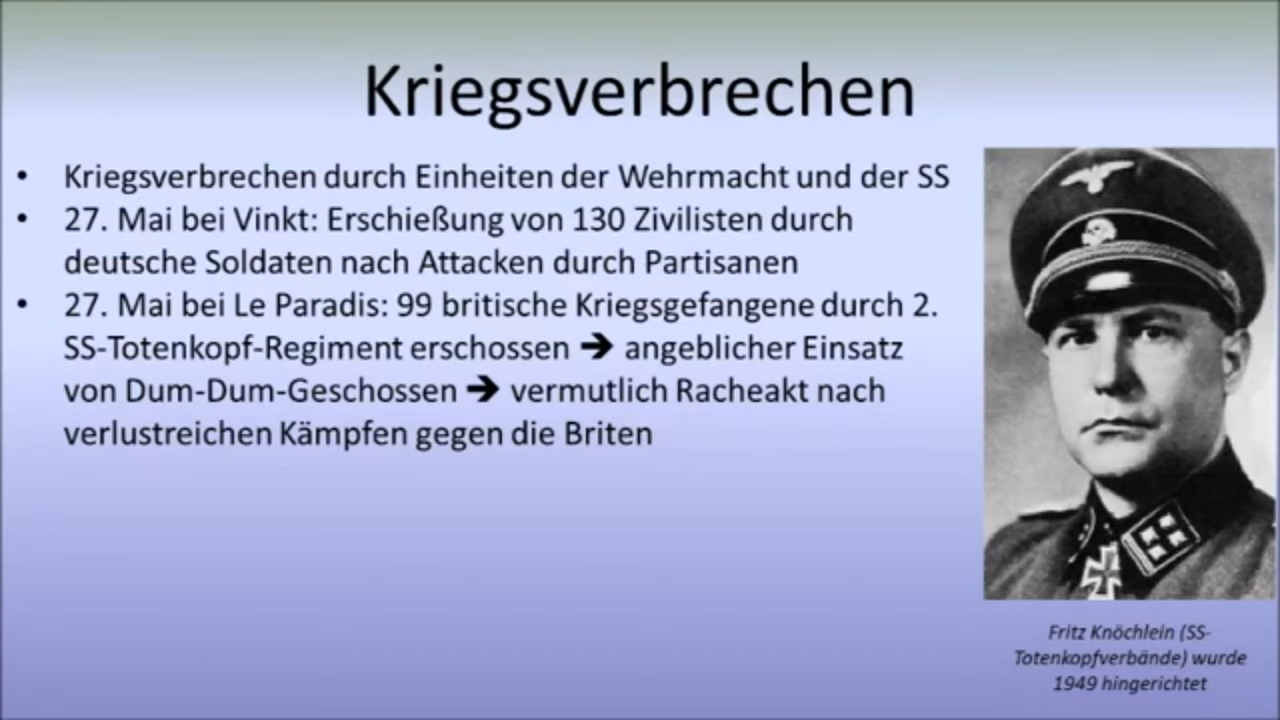 Kriegsverbrechen
• Kriegsverbrechen durch Einheiten der Wehrmacht und der SS
• 27. Mai bei Vinkt: Erschießung von 130 Zivilisten durch
deutsche Soldaten nach Attacken durch Partisanen
• 27. Mai bei Le Paradis: 99 britische Kriegsgefangene durch 2.
SS-Totenkopf-Regiment erschossen ➔ angeblicher Einsatz
von Dum-Dum-Geschossen ➔ vermutlich Racheakt nach
verlustreichen Kämpfen gegen die Briten
Fritz Knöchlein (SS-
Totenkopfverbände) wurde
1949 hingerichtet